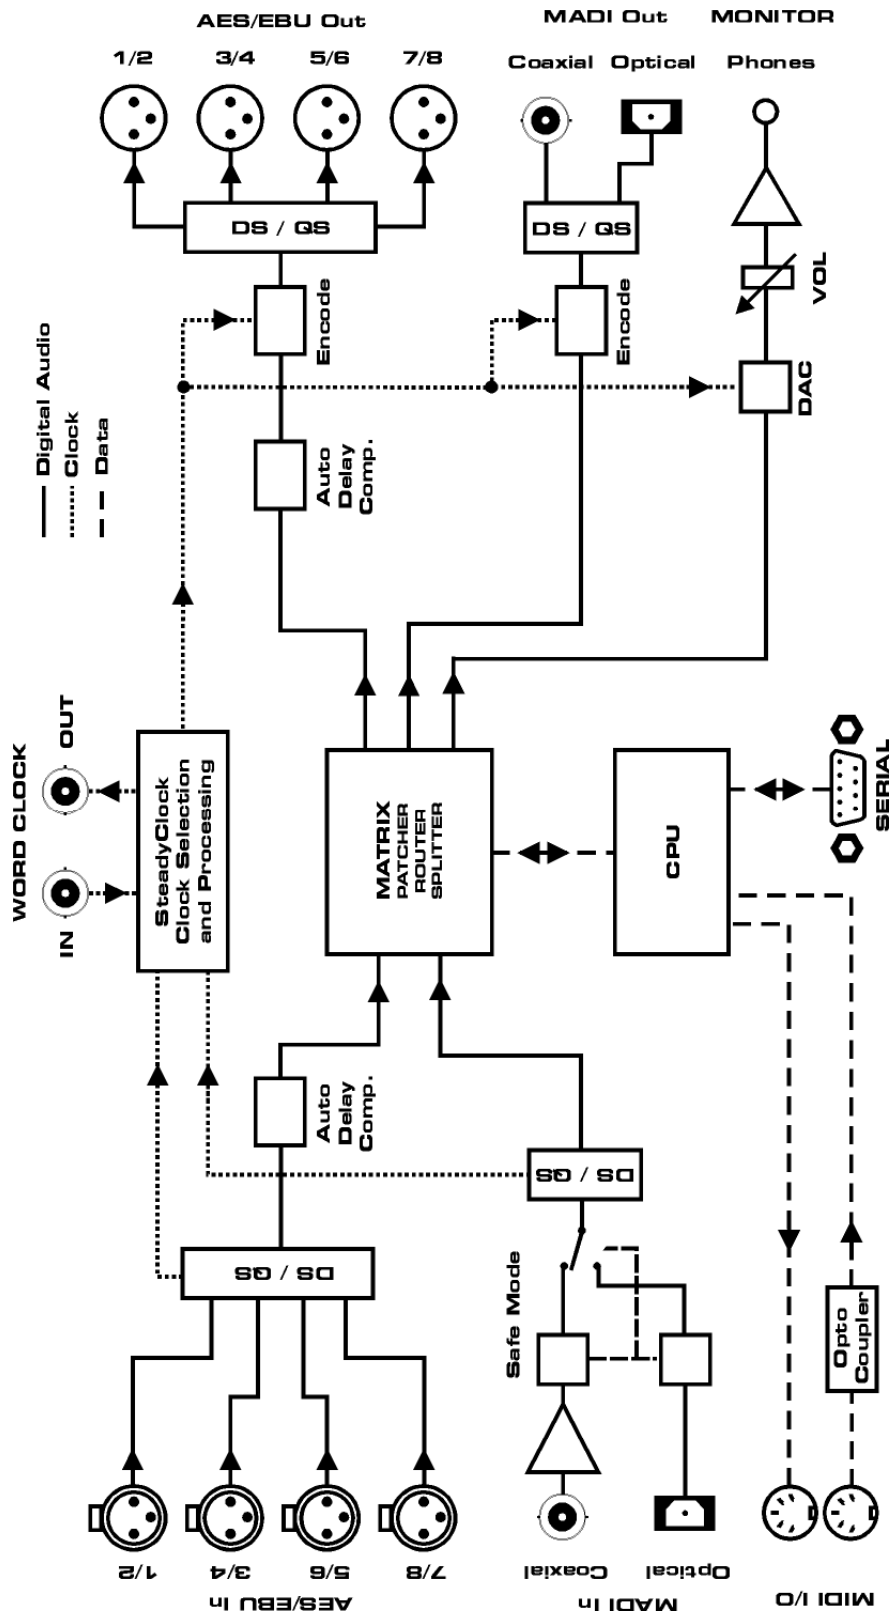 AES/EBU Out
MADI Out
MONITOR
1/2
3/4
5/6
7/8
Coaxial
Optical
Phones
DS / QS
DS / QS
Encode
Encode
VOL
DAC
Digital Audio
Clock
Data
Auto
Delay
Comp.
WORD CLOCK
IN
OUT
SteadyClock
Clock Selection
and Processing
MATRIX
PATCHER
ROUTER
SPLITTER
CPU
SERIAL
Auto
Delay
Comp.
DS / QS
DS / QS
Safe Mode
Opto
Coupler
1/2
3/4
5/6
7/8
Coaxial
Optical
AES/EBU In
MADI In
MIDI I/O